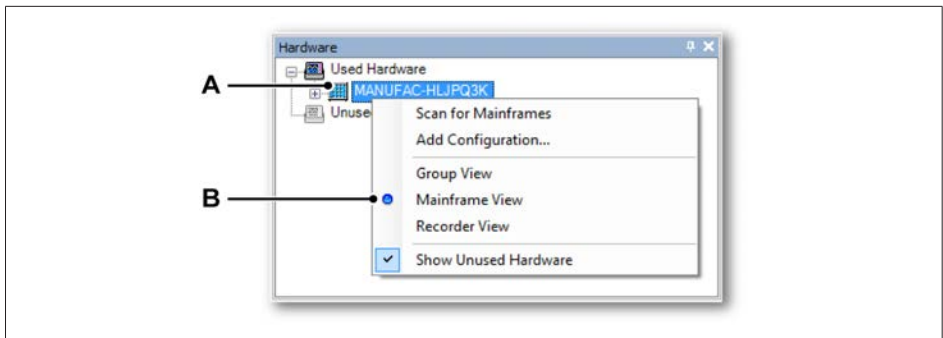 Hardware
Used Hardware
A
MANUFAC-HLJPQ3K
Unuse
Scan for Mainframes
Add Configuration...
Group View
B
Mainframe View
Recorder View
Show Unused Hardware